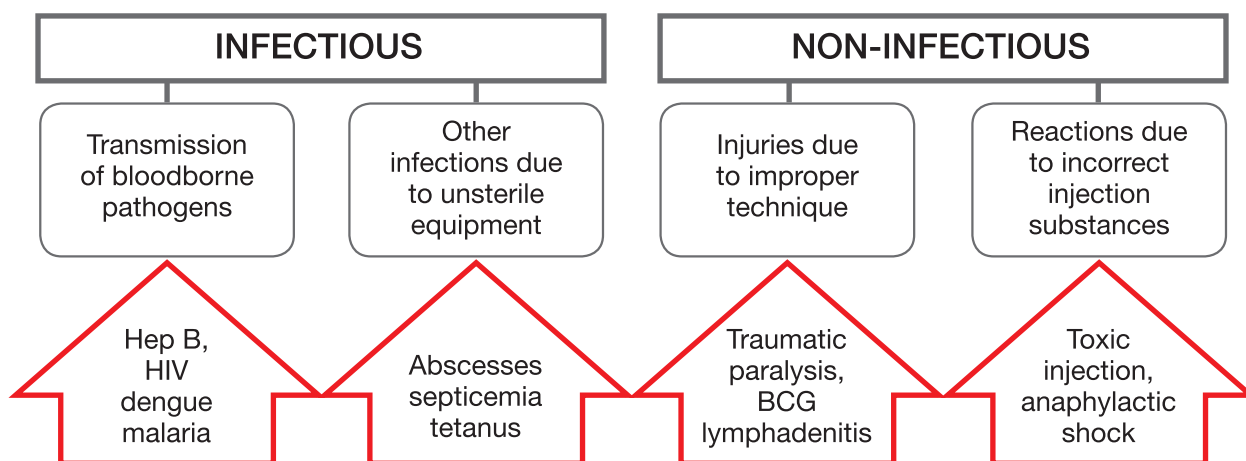 INFECTIOUS
NON-INFECTIOUS
Transmission
of bloodborne
pathogens
Other
infections due
to unsterile
equipment
Injuries due
to improper
technique
Reactions due
to incorrect
injection
substances
Hep B,
HIV
dengue
malaria
Abscesses
septicemia
tetanus
Traumatic
paralysis,
BCG
lymphadenitis
Toxic
injection,
anaphylactic
shock